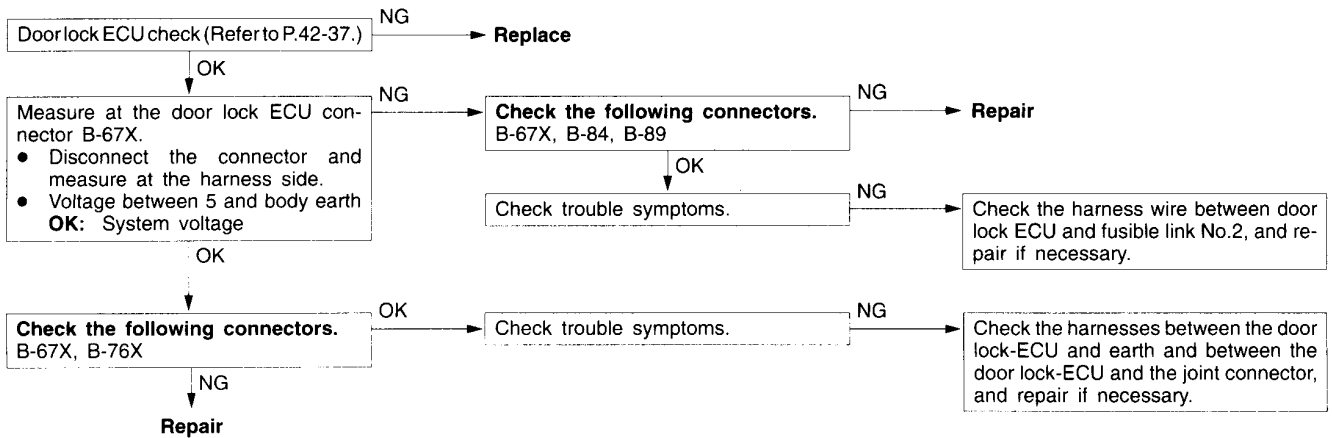 Door lock ECU check (Refer to P.42-37.)
NG
Replace
OK
Measure at the door lock ECU con-
nector B-67X.
● Disconnect the connector and
measure at the harness side.
● Voltage between 5 and body earth
OK: System voltage
NG
Check the following connectors.
B-67X, B-84, B-89
NG
Repair
OK
Check trouble symptoms.
NG
Check the harness wire between door
lock ECU and fusible link No.2, and re-
pair if necessary.
OK
Check the following connectors.
B-67X, B-76X
OK
Check trouble symptoms.
NG
Check the harnesses between the door
lock-ECU and earth and between the
door lock-ECU and the joint connector,
and repair if necessary.
NG
Repair